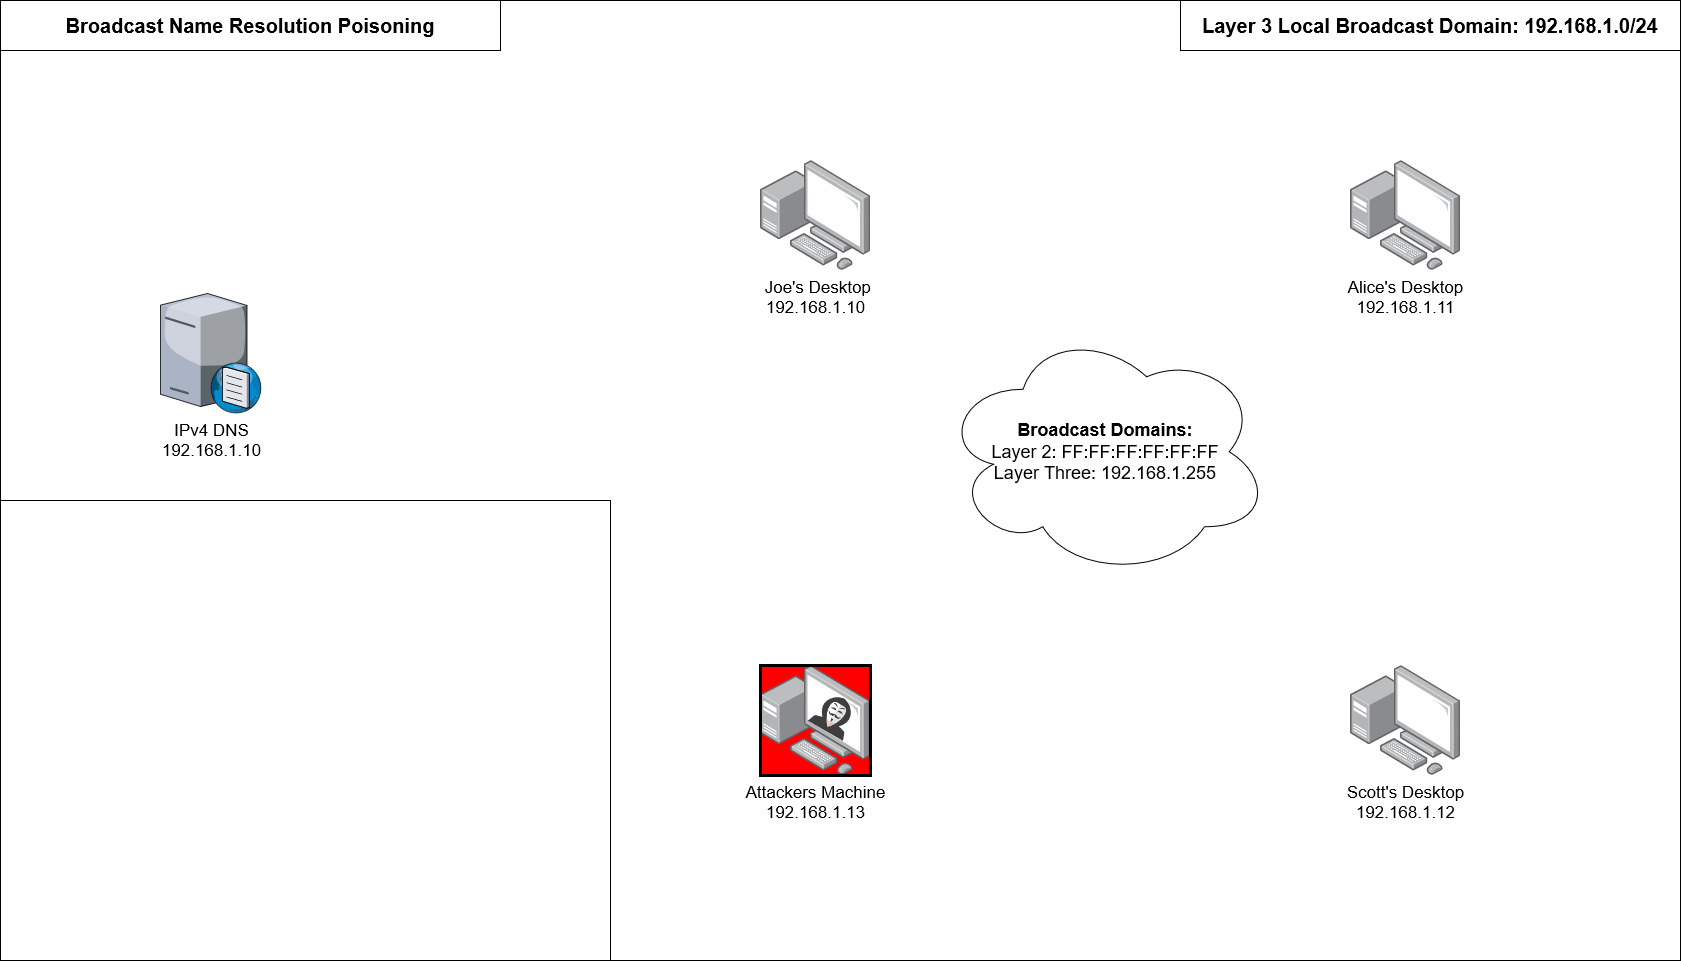 Broadcast Name Resolution Poisoning
Layer 3 Local Broadcast Domain: 192.168.1.0/24
Joe's Desktop
192.168.1.10
Alice's Desktop
192.168.1.11
IPv4 DNS
192.168.1.10
Broadcast Domains:
Layer 2: FF:FF:FF:FF:FF:FF
Layer Three: 192.168.1.255
Attackers Machine
192.168.1.13
Scott's Desktop
192.168.1.12